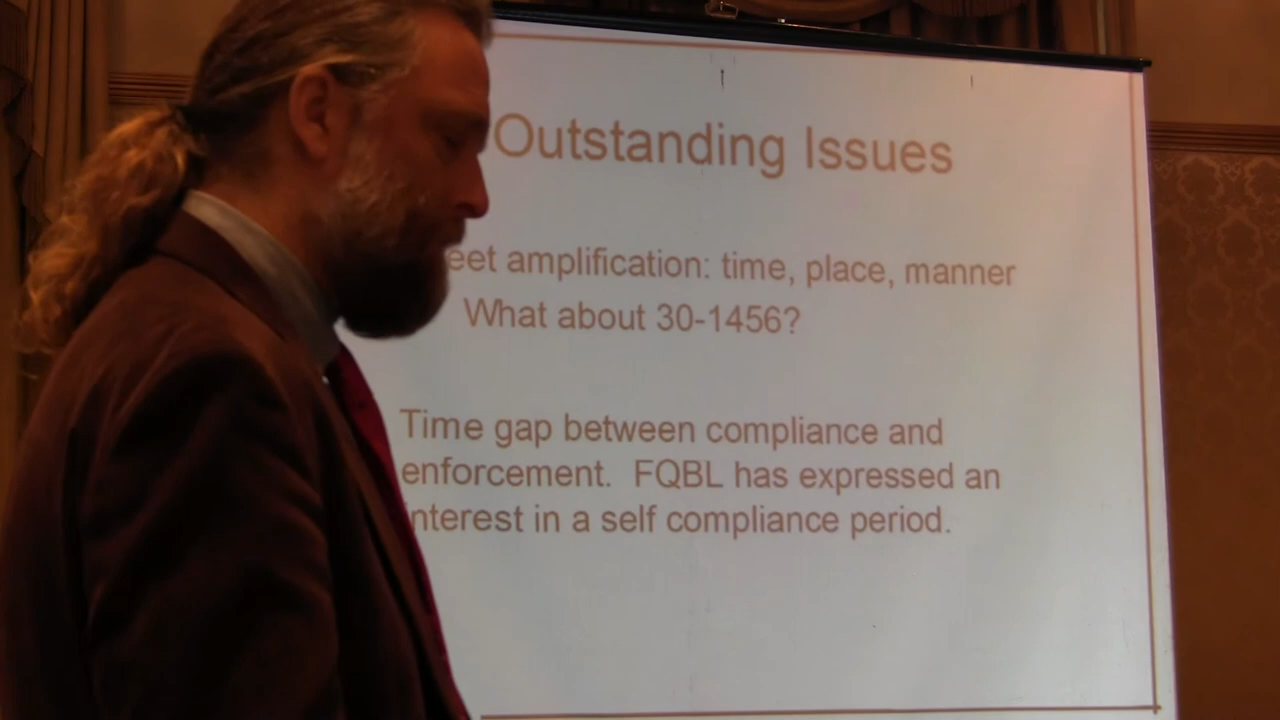 Outstanding Issues
eet amplification: time, place, manner
What about 30-1456?
Time gap between compliance and
enforcement. FQBL has expressed an
interest in a self compliance period.